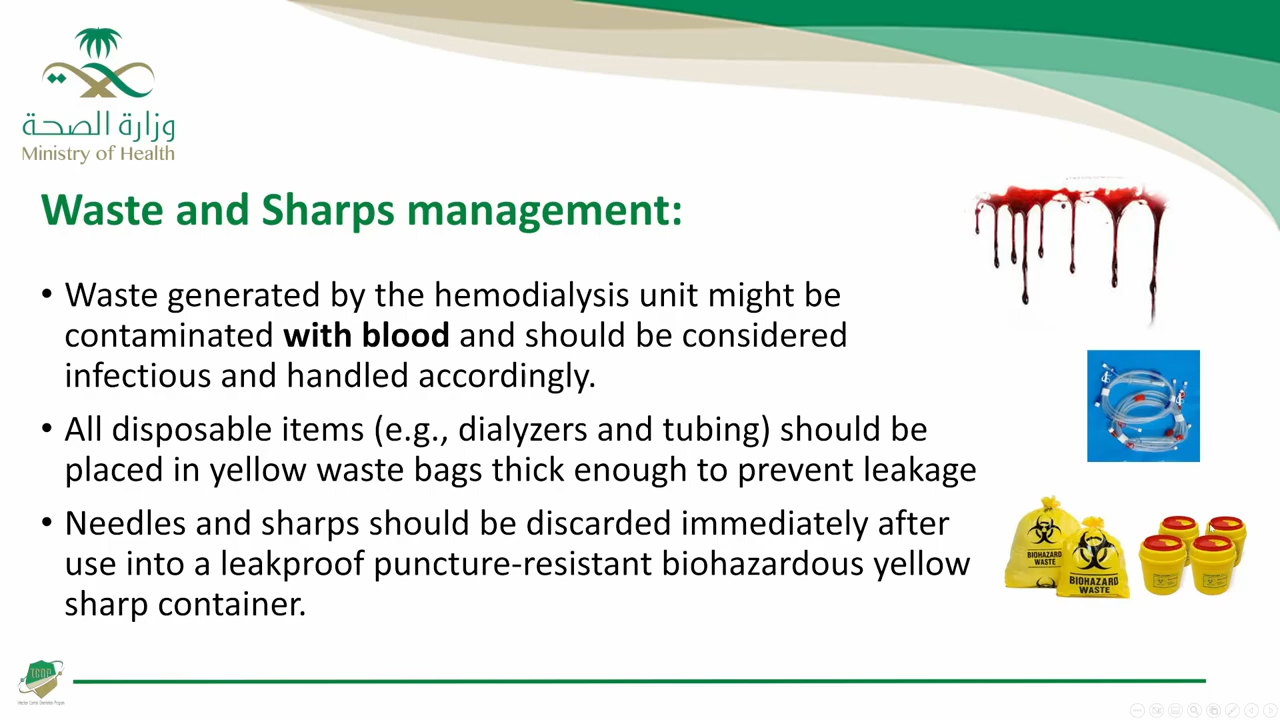 وزارة الصحة
Ministry of Health
Waste and Sharps management:
• Waste generated by the hemodialysis unit might be
contaminated with blood and should be considered
infectious and handled accordingly.
• All disposable items (e.g., dialyzers and tubing) should be
placed in yellow waste bags thick enough to prevent leakage
• Needles and sharps should be discarded immediately after
use into a leakproof puncture-resistant biohazardous yellow
sharp container.
BIOHAZARD
WASTE
BIOHAZARD
WASTE